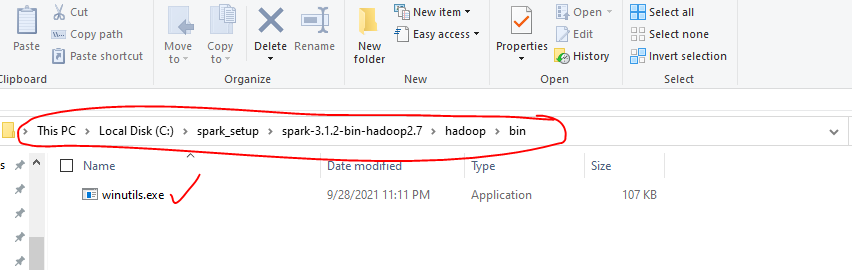 Cut
Copy path
Paste shortcut
Paste
Clipboard
Move to
Copy to
Delete
Rename
Organize
New folder
New item
Easy access
New
Properties
Open
Edit
History
Open
Select all
Select none
Invert selection
Select
This PC > Local Disk (C:) > spark_setup > spark-3.1.2-bin-hadoop2.7 > hadoop > bin
s
Name Date modified Type Size
winutils.exe 9/28/2021 11:11 PM Application 107 KB